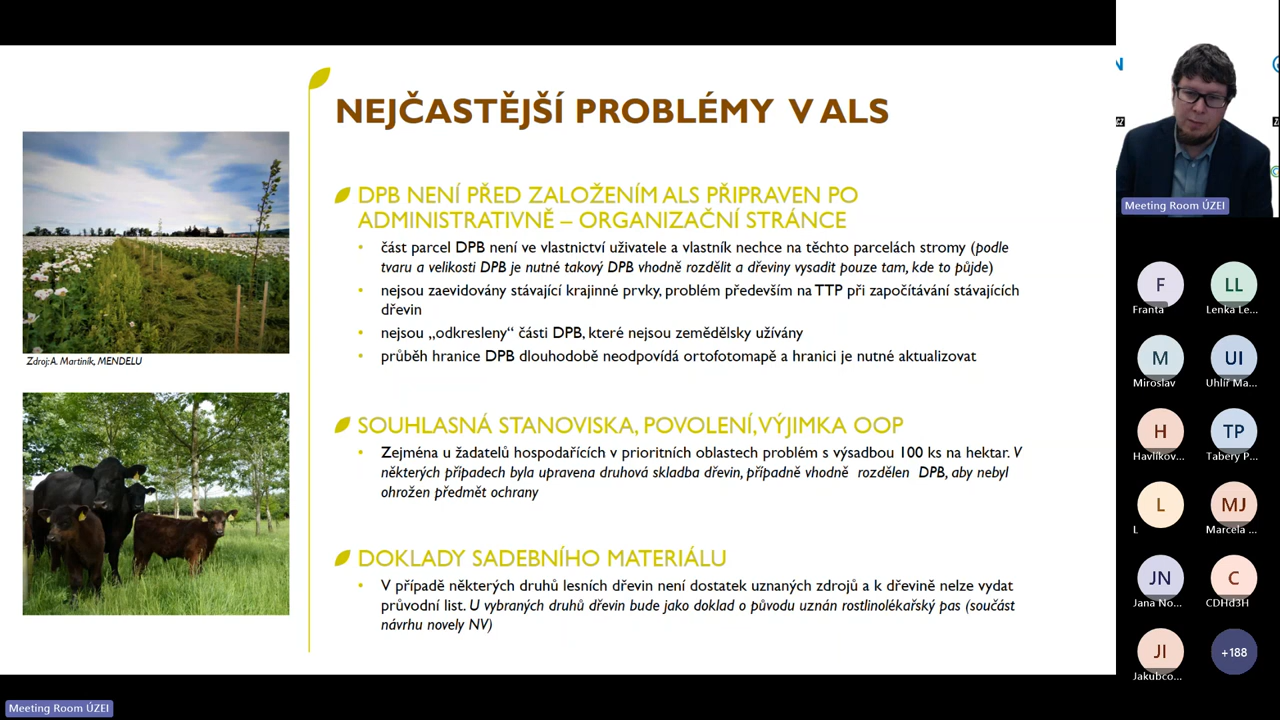 NEJČASTĚJŠÍ PROBLÉMY V ALS
DPB NENÍ PŘED ZALOŽENÍM ALS PŘIPRAVEN PO
ADMINISTRATIVNĚ – ORGANIZAČNÍ STRÁNCE
část parcel DPB není ve vlastnictví uživatele a vlastník nechce na těchto parcelách stromy (podle
tvaru a velikosti DPB je nutné takový DPB vhodně rozdělit a dřeviny vysadit pouze tam, kde to půjde)
nejsou zaevidovány stávající krajinné prvky, problém především na TTP při započítávání stávajících
dřevin
nejsou „odkresleny“ části DPB, které nejsou zemědělsky užívány
průběh hranice DPB dlouhodobě neodpovídá ortofotomapě a hranici je nutné aktualizovat
Zdroj: A. Martiník, MENDELU
SOUHLASNÁ STANOVISKA, POVOLENÍ, VÝJIMKA OOP
Zejména u žadatelů hospodařících v prioritních oblastech problém s výsadbou 100 ks na hektar. V
některých případech byla upravena druhová skladba dřevin, případně vhodně rozdělen DPB, aby nebyl
ohrožen předmět ochrany
DOKLADY SADEBNÍHO MATERIÁLU
V případě některých druhů lesních dřevin není dostatek uznaných zdrojů a k dřevině nelze vydat
průvodní list. U vybraných druhů dřevin bude jako doklad o původu uznán rostlinolékařský pas (součást
návrhu novely NV)
Meeting Room ÚZEI
N
F
Franta
LL
Lenka Le...
M
Miroslav
UI
Uhlíř Ma...
H
Havlíkov...
TP
Tabery P...
L
L
MJ
Marcela ...
JN
Jana No...
C
CDHd3H
JI
Jakubco...
+188
Meeting Room ÚZEI